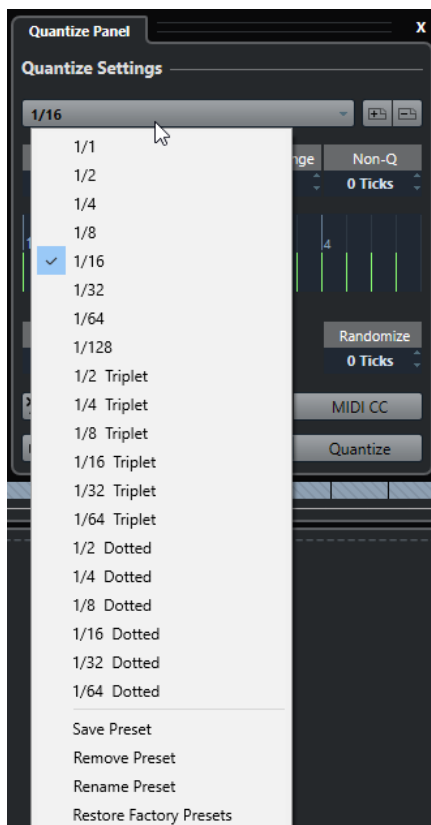 Quantize Panel
X
Quantize Settings
1/16
1/1
nge Non-Q
1/2
0 Ticks
1/4
1/8
1
4
1/16
1/32
1/64
1/128
Randomize
1/2 Triplet
0 Ticks
1/4 Triplet
MIDI CC
1/8 Triplet
1/16 Triplet
Quantize
1/32 Triplet
1/64 Triplet
1/2 Dotted
1/4 Dotted
1/8 Dotted
1/16 Dotted
1/32 Dotted
1/64 Dotted
Save Preset
Remove Preset
Rename Preset
Restore Factory Presets